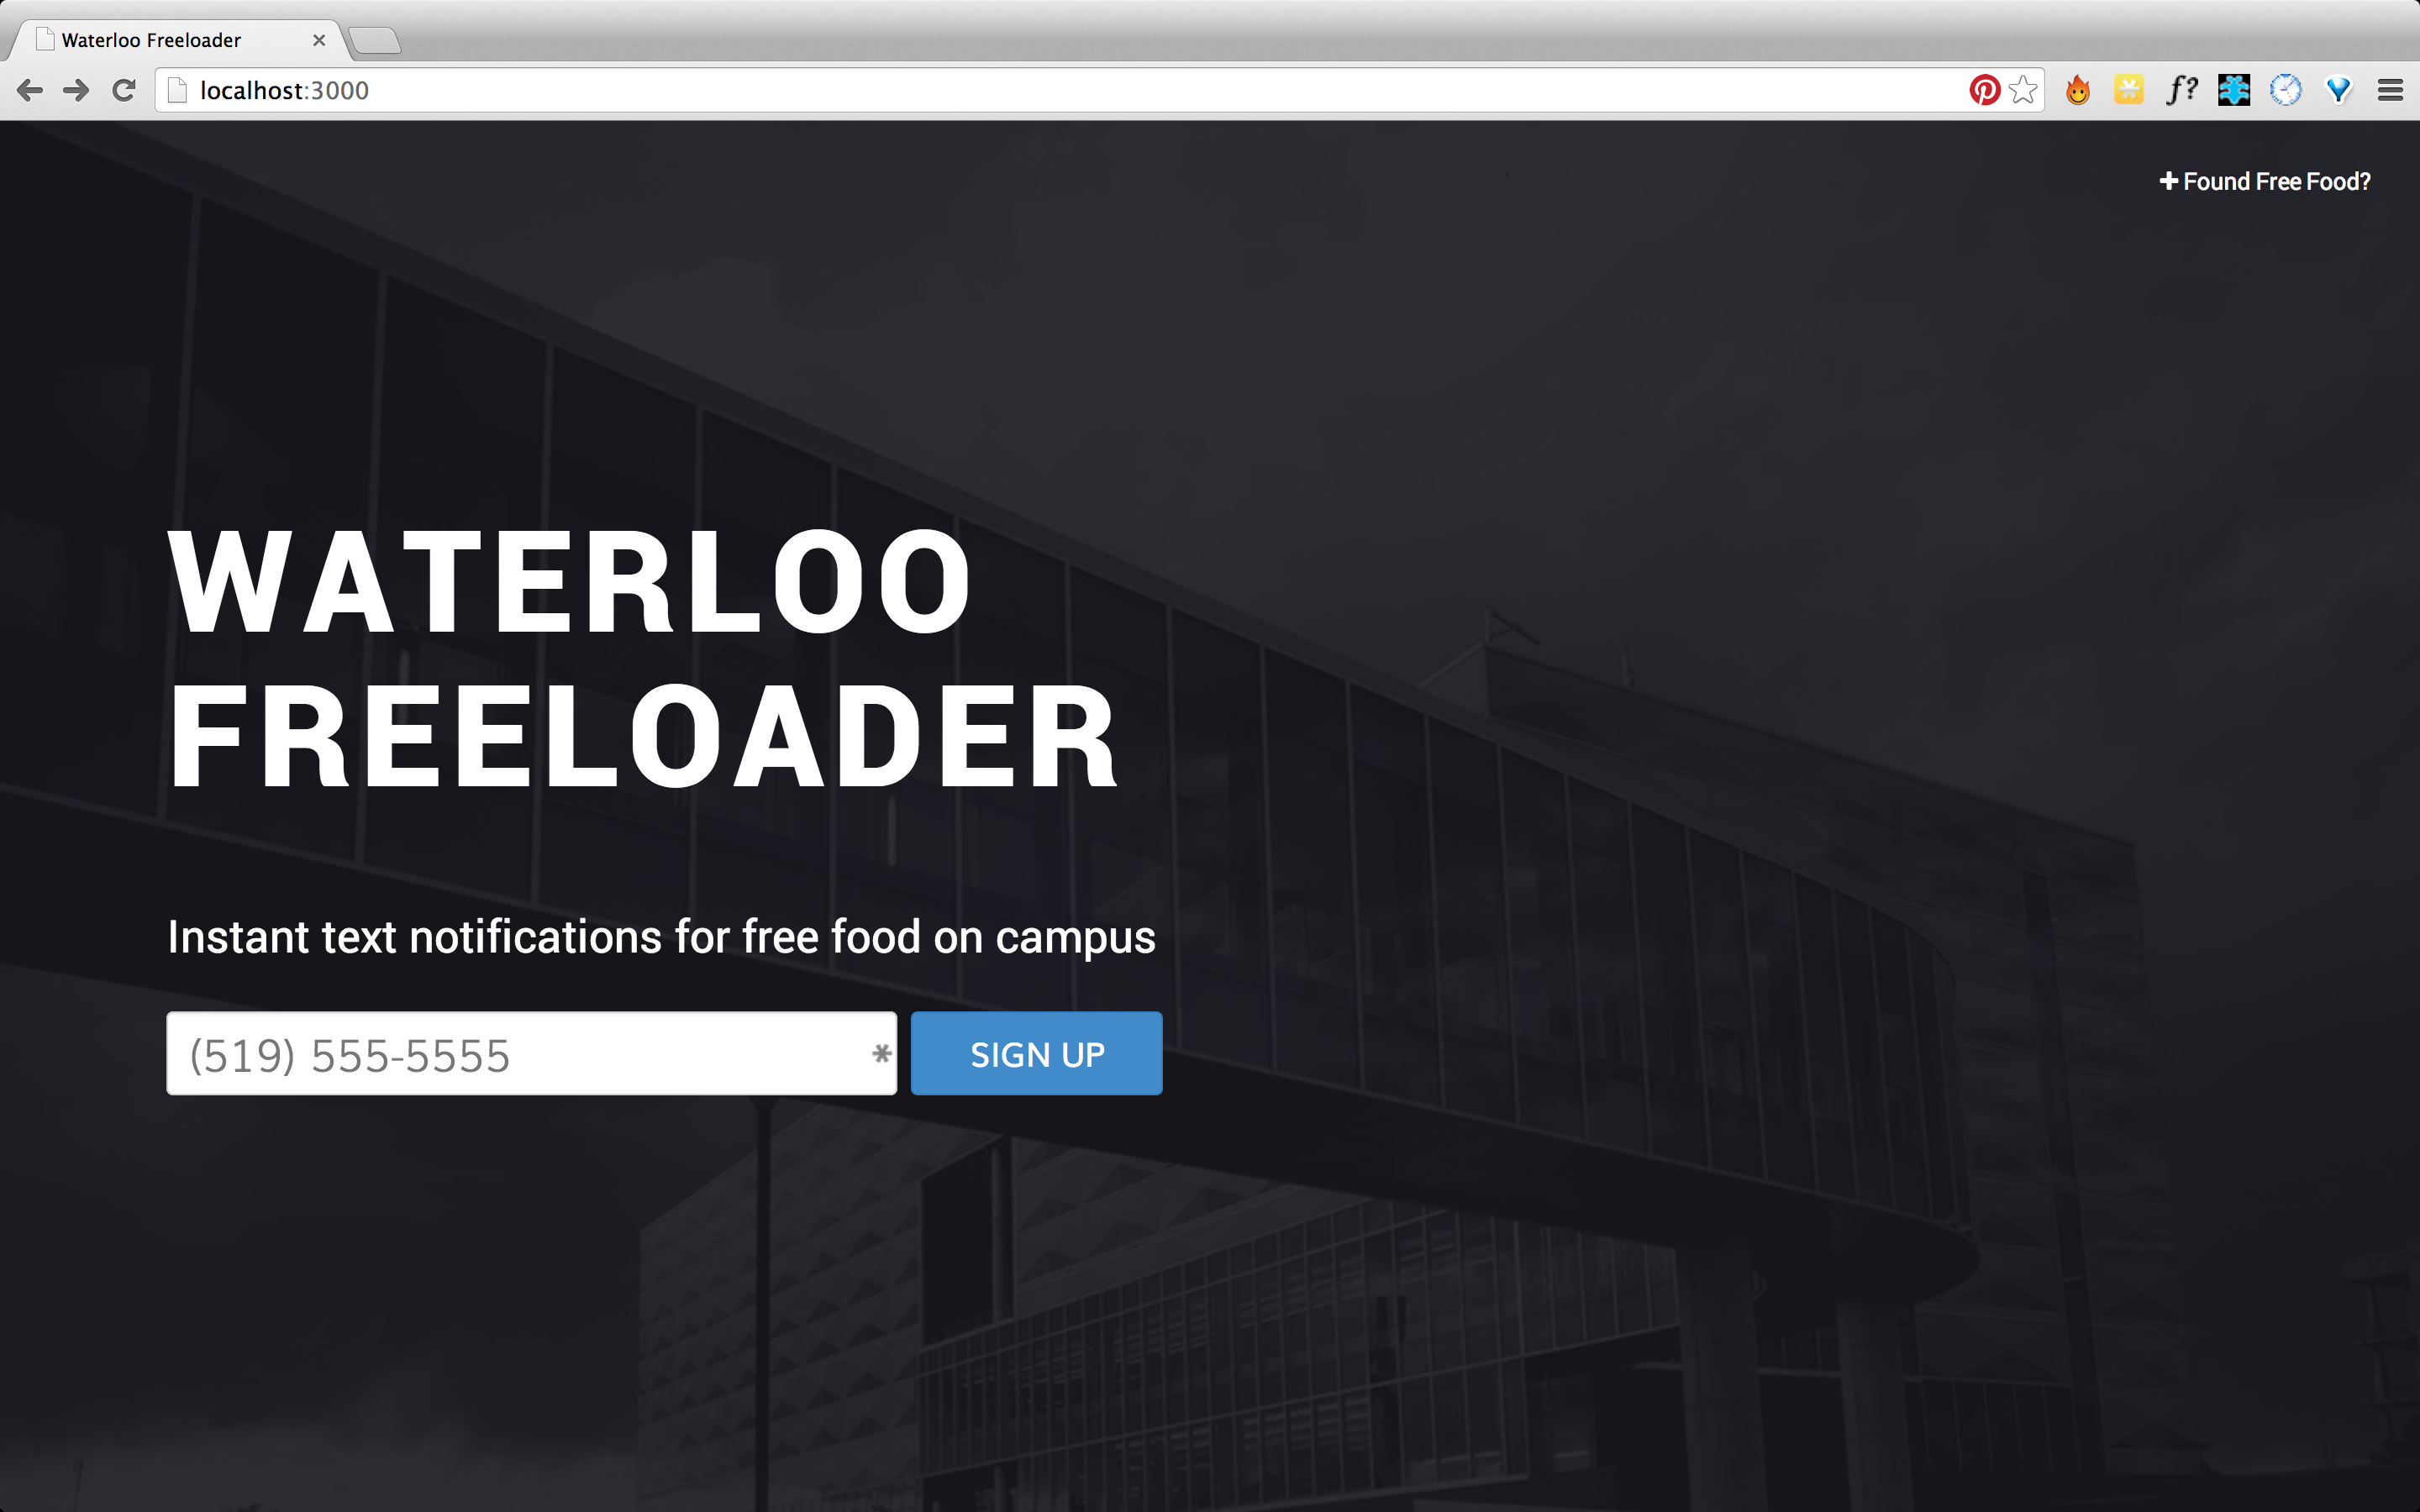 Waterloo Freeloader
localhost:3000
f?
+ Found Free Food?
WATERLOO
FREELOADER
Instant text notifications for free food on campus
(519) 555-5555 *
SIGN UP